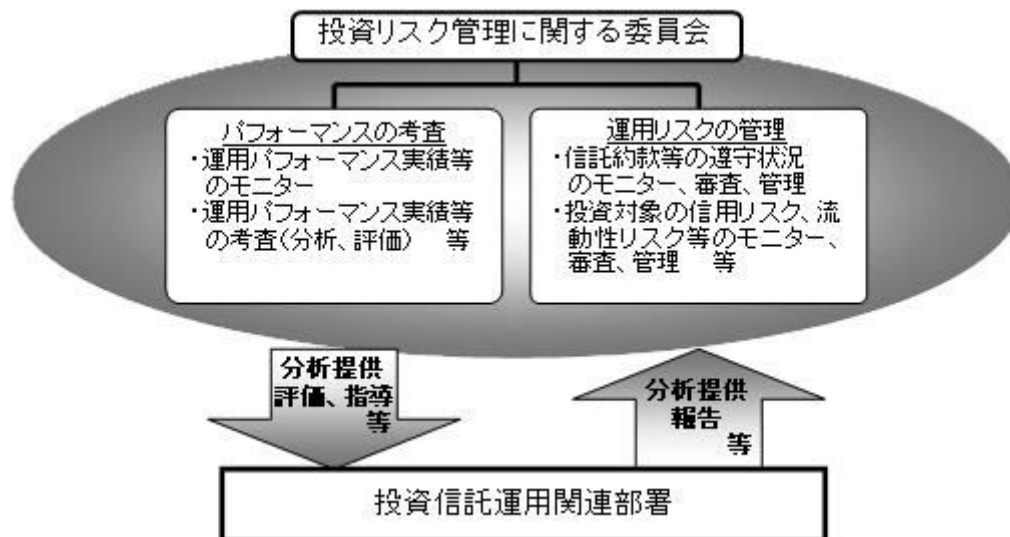 投資リスク管理に関する委員会
パフォーマンスの考査
・運用パフォーマンス実績等
のモニター
・運用パフォーマンス実績等
の考査(分析、評価) 等
運用リスクの管理
・信託約款等の遵守状況
のモニター、審査、管理
・投資対象の信用リスク、流
動性リスク等のモニター、
審査、管理 等
分析提供
評価、指導
等
分析提供
報告
等
投資信託運用関連部署